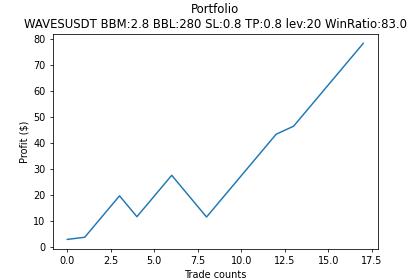 Portfolio
WAVESUSDT BBM:2.8 BBL:280 SL:0.8 TP:0.8 lev:20 WinRatio:83.0
80
70
60
50
40
30
20
10
0
Profit ($)
0.0 2.5 5.0 7.5 10.0 12.5 15.0 17.5
Trade counts